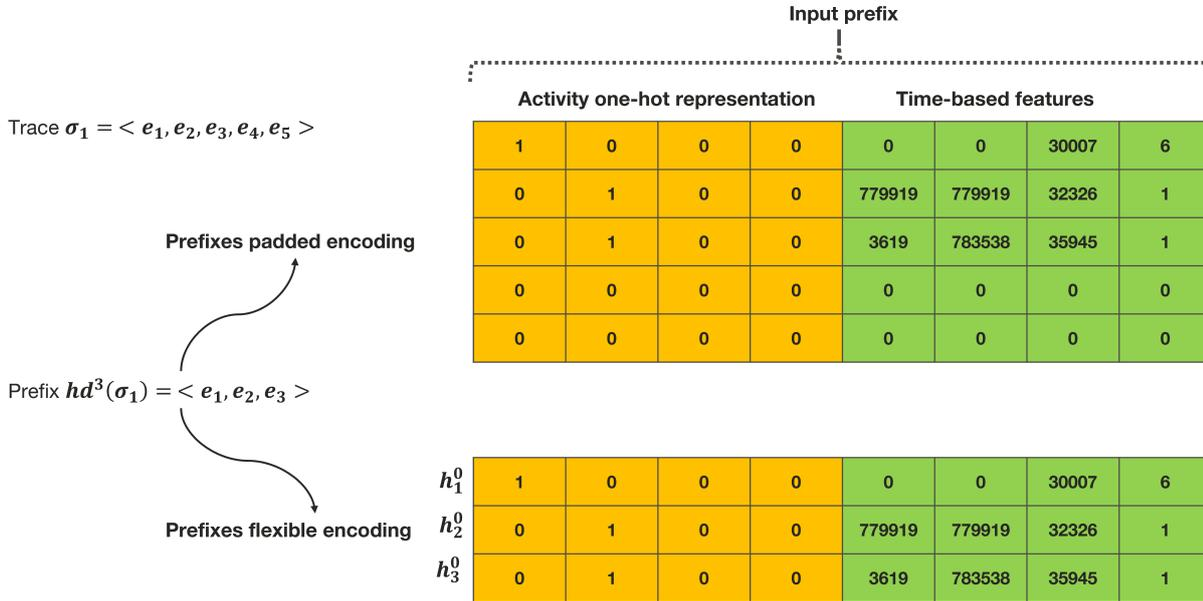 Input prefix
Activity one-hot representation Time-based features
Trace σ₁ = < e₁, e₂, e₃, e₄, e₅ >
1 0 0 0 0 0 30007 6
0 1 0 0 779919 779919 32326 1
Prefixes padded encoding
0 1 0 0 3619 783538 35945 1
0 0 0 0 0 0 0 0
0 0 0 0 0 0 0 0
Prefix hd³(σ₁) = < e₁, e₂, e₃ >
h₁⁰ 1 0 0 0 0 0 30007 6
Prefixes flexible encoding
h₂⁰ 0 1 0 0 779919 779919 32326 1
h₃⁰ 0 1 0 0 3619 783538 35945 1